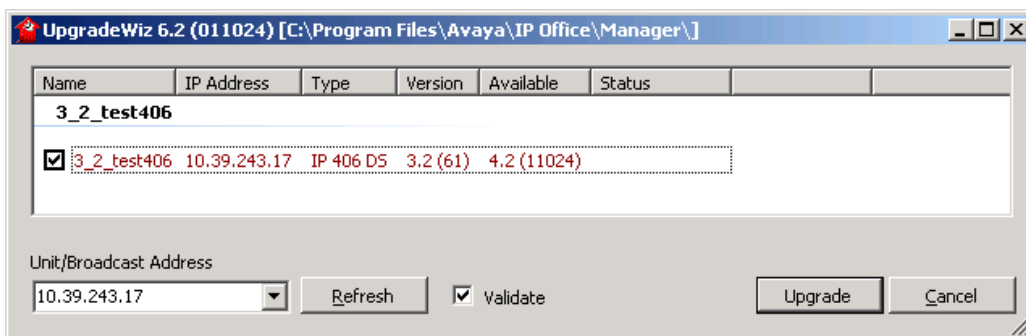 UpgradeWiz 6.2 (011024) [C:\Program Files\Avaya\IP Office\Manager\]
Name IP Address Type Version Available Status
3_2_test406
3_2_test406 10.39.243.17 IP 406 DS 3.2 (61) 4.2 (11024)
Unit/Broadcast Address
10.39.243.17 Refresh Validate Upgrade Cancel